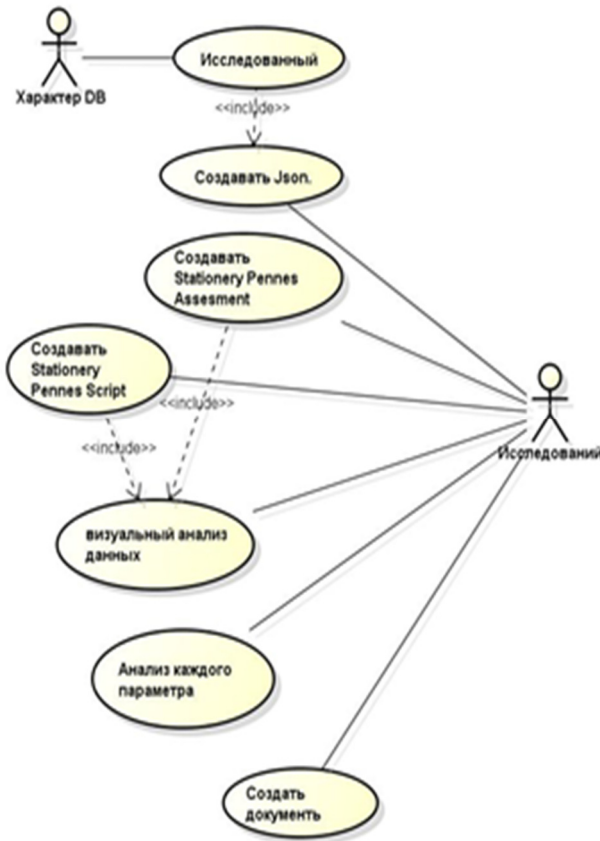 Исследованный
Характер DB
<<include>>
Создавать Json.
Создавать
Stationery Pennes
Assesment
Создавать
Stationery
Pennes Script
<<include>>
<<include>>
Исследований
визуальный анализ
данных
Анализ каждого
параметра
Создать
документь